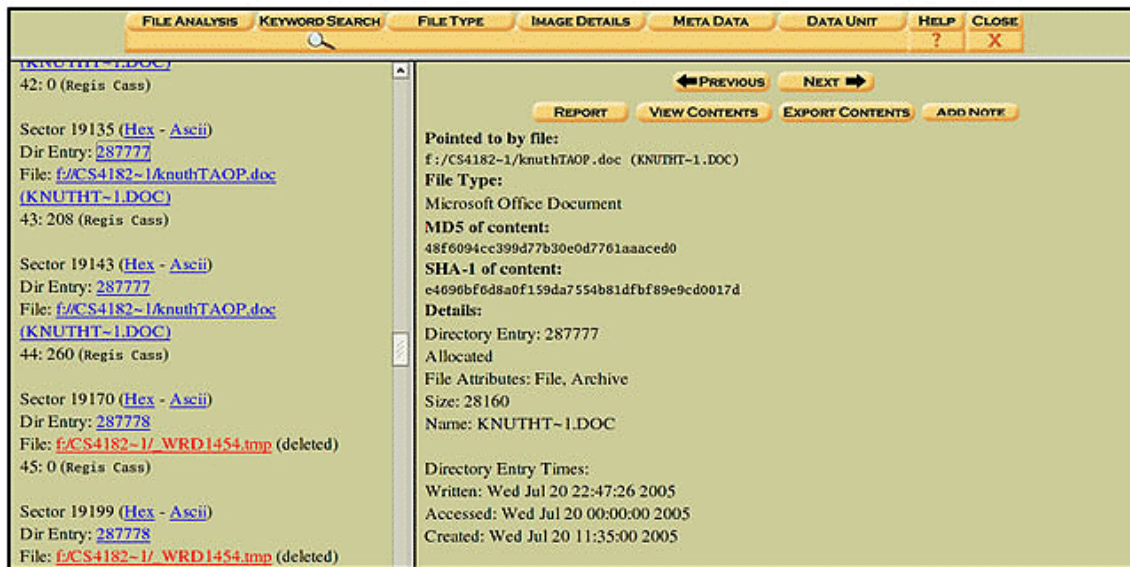 FILE ANALYSIS KEYWORD SEARCH FILE TYPE IMAGE DETAILS META DATA DATA UNIT HELP CLOSE
? X
(KNUTHT~1.DOC)
42: 0 (Regis Cass)
Sector 19135 (Hex - Ascii)
Dir Entry: 287777
File: f://CS4182~1/knuthTAOP.doc
(KNUTHT~1.DOC)
43: 208 (Regis Cass)
Sector 19143 (Hex - Ascii)
Dir Entry: 287777
File: f://CS4182~1/knuthTAOP.doc
(KNUTHT~1.DOC)
44: 260 (Regis Cass)
Sector 19170 (Hex - Ascii)
Dir Entry: 287778
File: f:/CS4182~1/_WRD1454.tmp (deleted)
45: 0 (Regis Cass)
Sector 19199 (Hex - Ascii)
Dir Entry: 287778
File: f:/CS4182~1/_WRD1454.tmp (deleted)
PREVIOUS NEXT
REPORT VIEW CONTENTS EXPORT CONTENTS ADD NOTE
Pointed to by file:
f:/CS4182~1/knuthTAOP.doc (KNUTHT~1.DOC)
File Type:
Microsoft Office Document
MD5 of content:
48f6094cc399d77b30e0d7761aaaced0
SHA-1 of content:
e4696bf6d8a0f159da7554b81dfbf89e9cd0017d
Details:
Directory Entry: 287777
Allocated
File Attributes: File, Archive
Size: 28160
Name: KNUTHT~1.DOC
Directory Entry Times:
Written: Wed Jul 20 22:47:26 2005
Accessed: Wed Jul 20 00:00:00 2005
Created: Wed Jul 20 11:35:00 2005